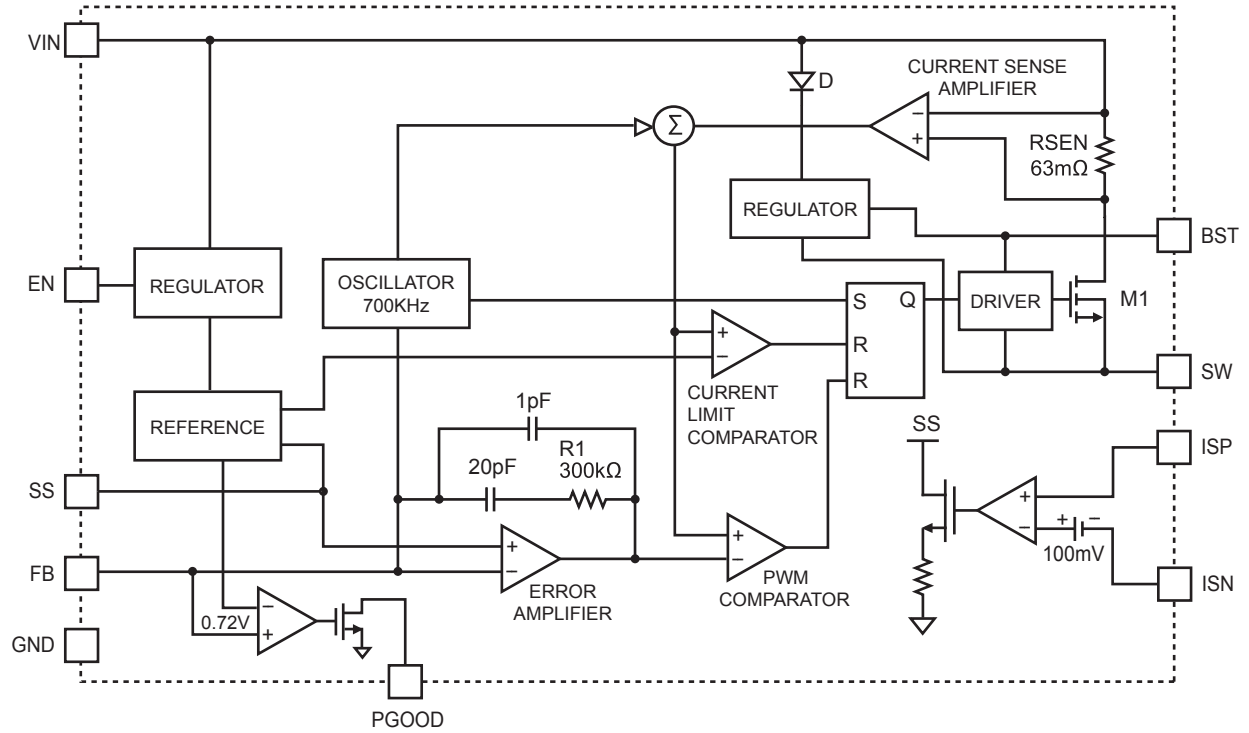 VIN
D
CURRENT SENSE
AMPLIFIER
−
+
Σ
RSEN
63mΩ
REGULATOR
BST
EN
REGULATOR
OSCILLATOR
700KHz
S
Q
R
R
DRIVER
M1
+
−
SW
CURRENT
LIMIT
COMPARATOR
REFERENCE
1pF
20pF
R1
300kΩ
SS
ISP
SS
+
−
+
−
100mV
+
−
ERROR
AMPLIFIER
+
−
PWM
COMPARATOR
FB
ISN
0.72V
−
+
GND
PGOOD